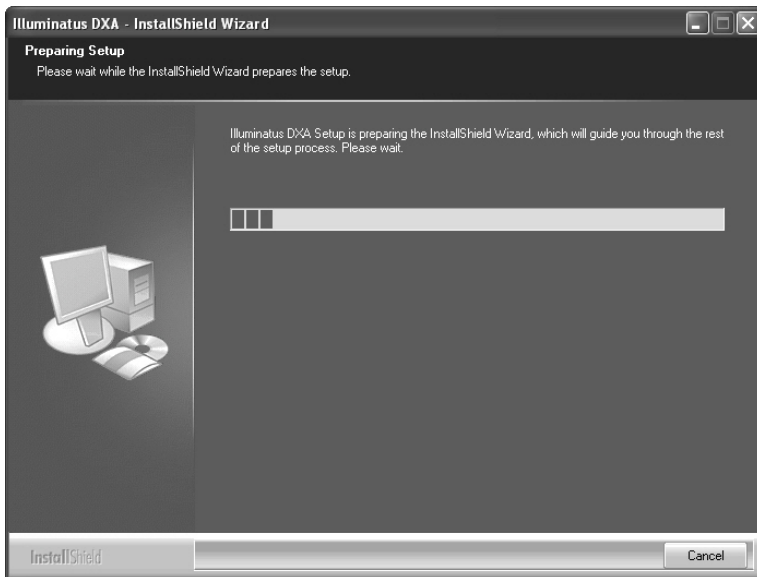 Illuminatus DXA - InstallShield Wizard
Preparing Setup
Please wait while the InstallShield Wizard prepares the setup.
Illuminatus DXA Setup is preparing the InstallShield Wizard, which will guide you through the rest
of the setup process. Please wait.
InstallShield
Cancel